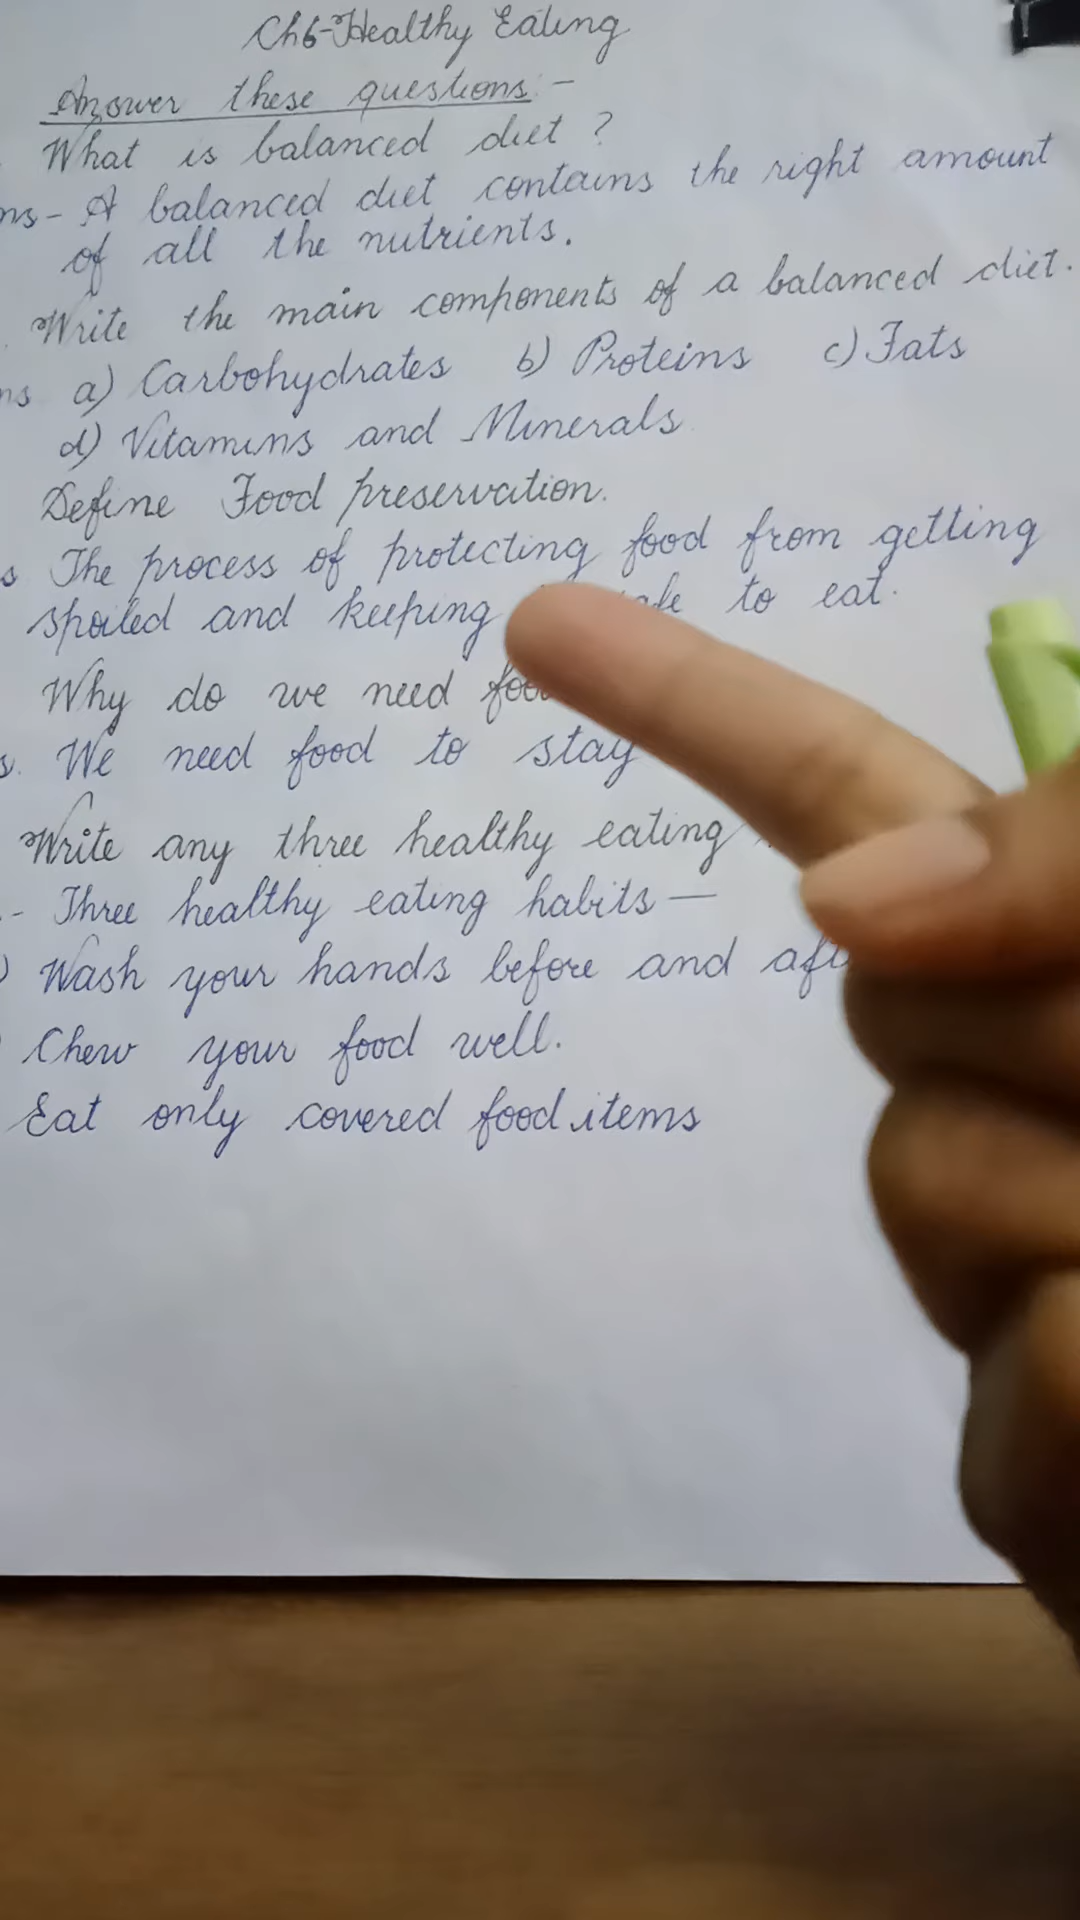 Ch6-Healthy Eating
Answer these questions:-
What is balanced diet ?
ns- A balanced diet contains the right amount
of all the nutrients.
Write the main components of a balanced diet.
ns a) Carbohydrates b) Proteins c) Fats
d) Vitamins and Minerals.
Define Food preservation.
s The process of protecting food from getting
spoiled and keeping to eat.
Why do we need
s. We need food to stay
Write any three healthy eating
- Three healthy eating habits —
) Wash your hands before and
Chew your food well.
Eat only covered food items